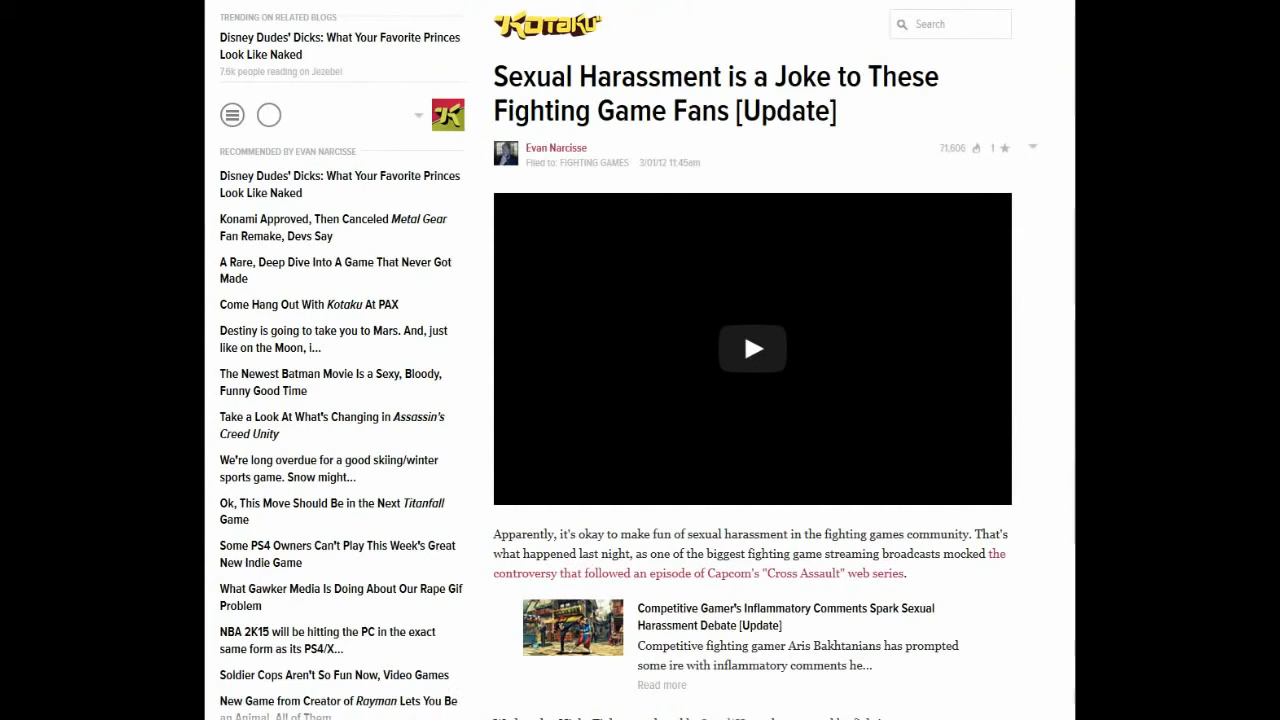 TRENDING ON RELATED BLOGS
Disney Dudes' Dicks: What Your Favorite Princes
Look Like Naked
7.6k people reading on Jezebel
RECOMMENDED BY EVAN NARCISSE
Disney Dudes' Dicks: What Your Favorite Princes
Look Like Naked
Konami Approved, Then Canceled Metal Gear
Fan Remake, Devs Say
A Rare, Deep Dive Into A Game That Never Got
Made
Come Hang Out With Kotaku At PAX
Destiny is going to take you to Mars. And, just
like on the Moon, i...
The Newest Batman Movie Is a Sexy, Bloody,
Funny Good Time
Take a Look At What's Changing in Assassin's
Creed Unity
We're long overdue for a good skiing/winter
sports game. Snow might...
Ok, This Move Should Be in the Next Titanfall
Game
Some PS4 Owners Can't Play This Week's Great
New Indie Game
What Gawker Media Is Doing About Our Rape Gif
Problem
NBA 2K15 will be hitting the PC in the exact
same form as its PS4/X...
Soldier Cops Aren't So Fun Now, Video Games
New Game from Creator of Rayman Lets You Be
an Animal, All of Them
KOTAKU
Search
Sexual Harassment is a Joke to These
Fighting Game Fans [Update]
Evan Narcisse
Filed to: FIGHTING GAMES 3/01/12 11:45am
71,606 1
Apparently, it's okay to make fun of sexual harassment in the fighting games community. That's
what happened last night, as one of the biggest fighting game streaming broadcasts mocked the
controversy that followed an episode of Capcom's "Cross Assault" web series.
Competitive Gamer's Inflammatory Comments Spark Sexual
Harassment Debate [Update]
Competitive fighting gamer Aris Bakhtanians has prompted
some ire with inflammatory comments he...
Read more